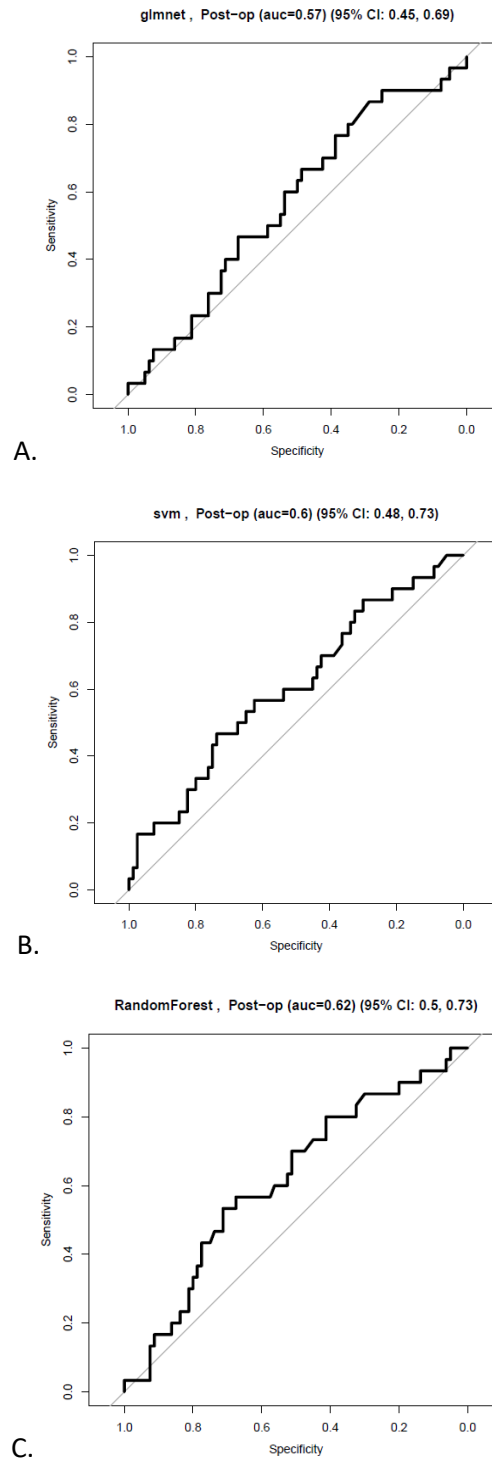 glmnet , Post-op (auc=0.57) (95% CI: 0.45, 0.69)
1.0
0.8
0.6
0.4
0.2
0.0
Sensitivity
1.0 0.8 0.6 0.4 0.2 0.0
Specificity
A.
svm , Post-op (auc=0.6) (95% CI: 0.48, 0.73)
1.0
0.8
0.6
0.4
0.2
0.0
Sensitivity
1.0 0.8 0.6 0.4 0.2 0.0
Specificity
B.
RandomForest , Post-op (auc=0.62) (95% CI: 0.5, 0.73)
1.0
0.8
0.6
0.4
0.2
0.0
Sensitivity
1.0 0.8 0.6 0.4 0.2 0.0
Specificity
C.